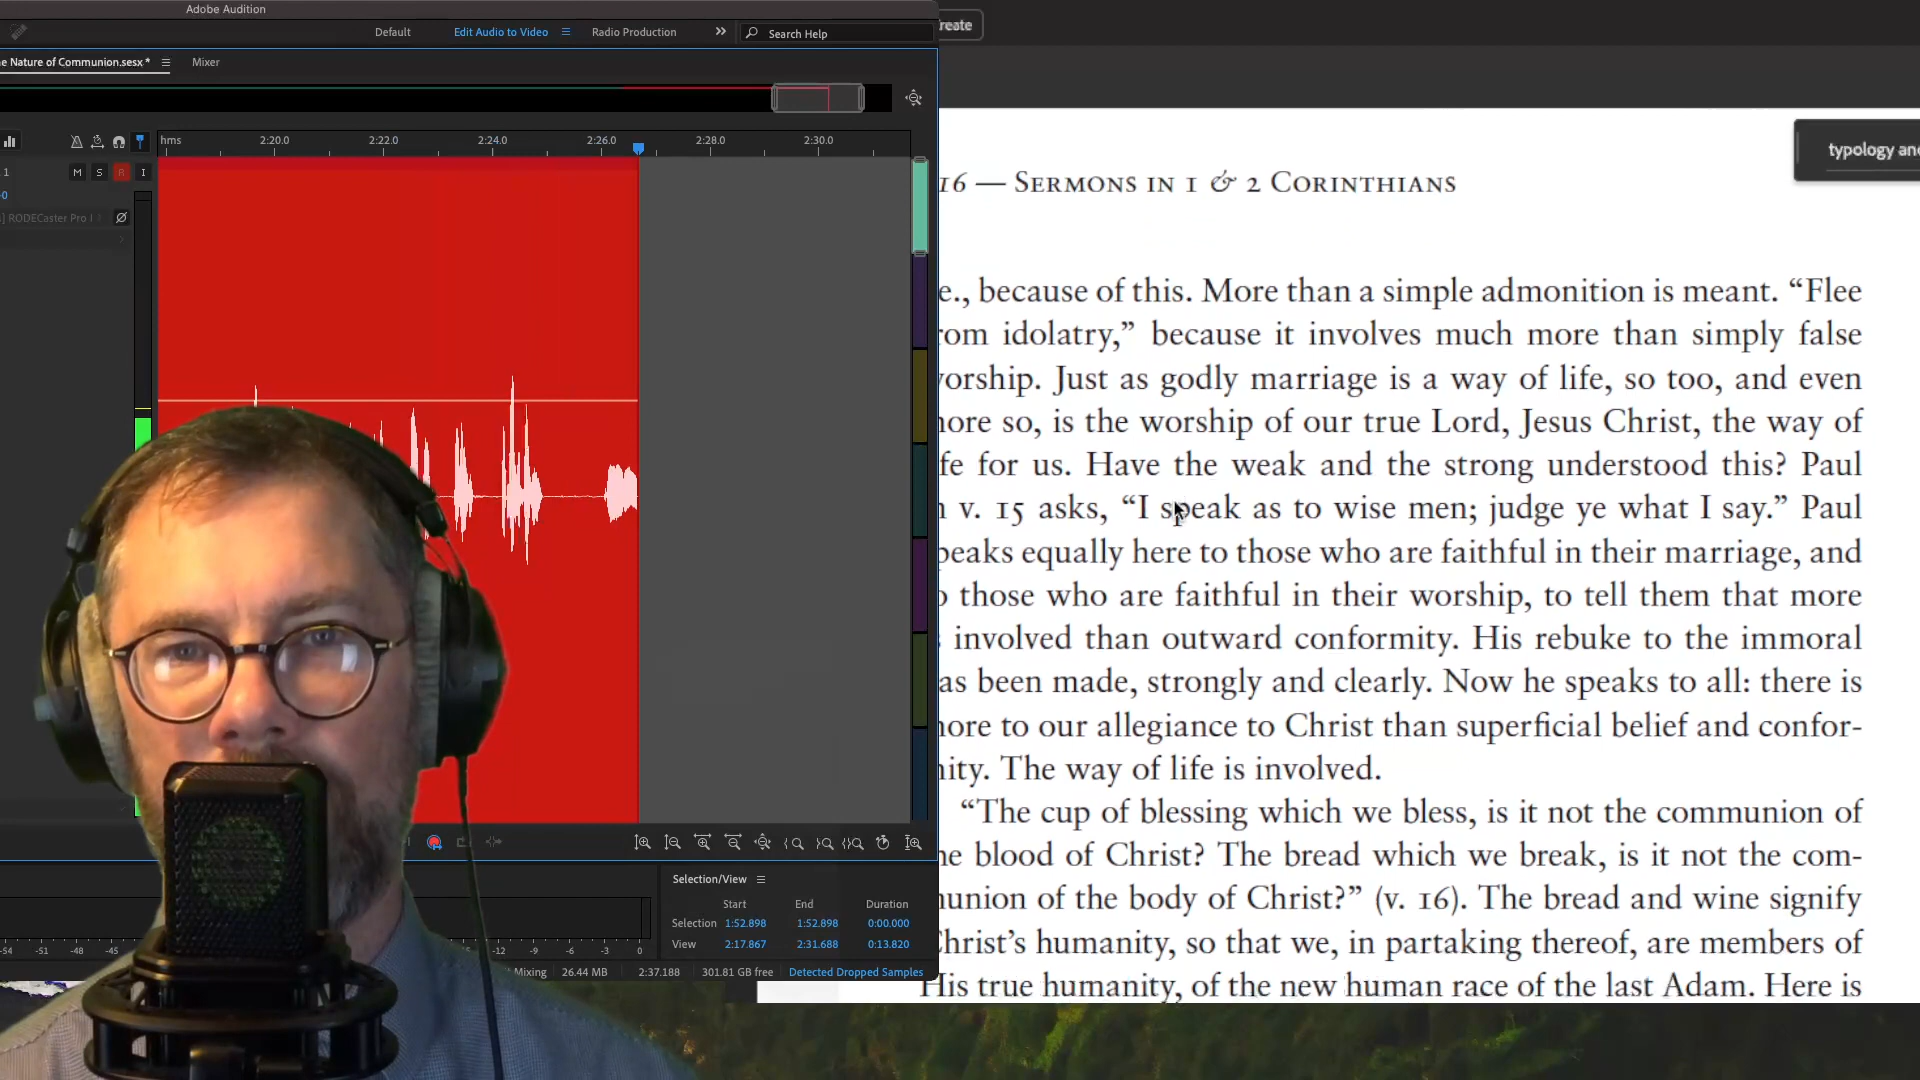 Adobe Audition
Default
Edit Audio to Video
Radio Production
Search Help
Nature of Communion.sesx *
Mixer
hms
2:20.0
2:22.0
2:24.0
2:26.0
2:28.0
2:30.0
M S R I
RODECaster Pro
typology and
16 — Sermons in 1 & 2 Corinthians
because of this. More than a simple admonition is meant. “Flee
idolatry,” because it involves much more than simply false
Just as godly marriage is a way of life, so too, and even
so, is the worship of our true Lord, Jesus Christ, the way of
for us. Have the weak and the strong understood this? Paul
v. 15 asks, “I speak as to wise men; judge ye what I say.” Paul
equally here to those who are faithful in their marriage, and
those who are faithful in their worship, to tell them that more
involved than outward conformity. His rebuke to the immoral
been made, strongly and clearly. Now he speaks to all: there is
to our allegiance to Christ than superficial belief and confor-
The way of life is involved.
“The cup of blessing which we bless, is it not the communion of
blood of Christ? The bread which we break, is it not the com-
munion of the body of Christ?” (v. 16). The bread and wine signify
Christ’s humanity, so that we, in partaking thereof, are members of
His true humanity, of the new human race of the last Adam. Here is
Selection/View
Start End Duration
Selection 1:52.898 1:52.898 0:00.000
View 2:17.867 2:31.688 0:13.820
-54 -51 -48 -45 -12 -9 -6 -3 0
Mixing 26.44 MB 2:37.188 301.81 GB free Detected Dropped Samples